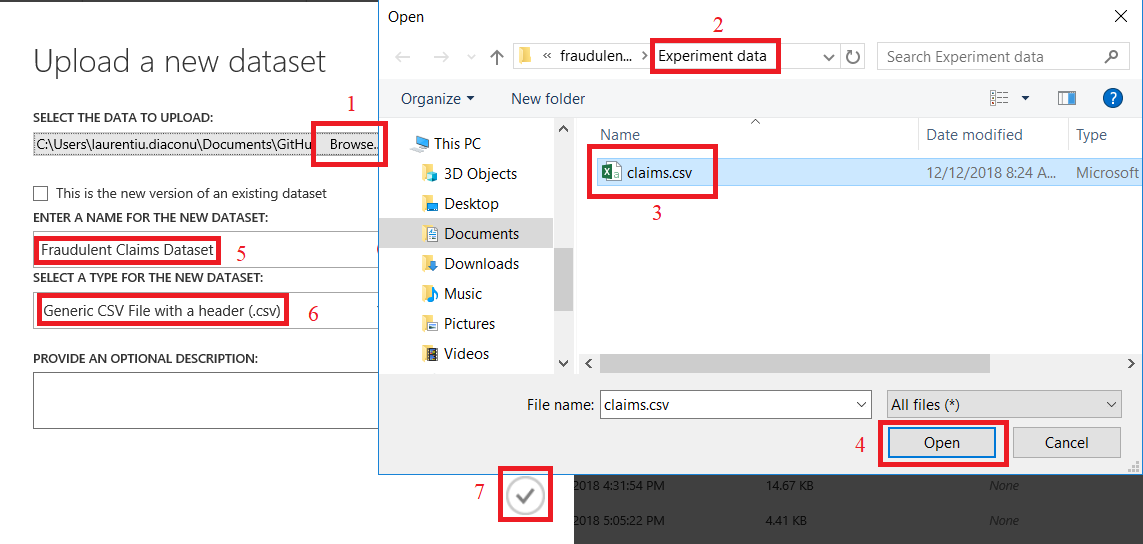 Upload a new dataset
1
SELECT THE DATA TO UPLOAD:
C:\Users\laurentiu.diaconu\Documents\GitHu Browse..
This is the new version of an existing dataset
ENTER A NAME FOR THE NEW DATASET:
Fraudulent Claims Dataset 5
SELECT A TYPE FOR THE NEW DATASET:
Generic CSV File with a header (.csv) 6
PROVIDE AN OPTIONAL DESCRIPTION:
7
Open
2
« fraudulen... > Experiment data
Search Experiment data
Organize New folder
This PC
3D Objects
Desktop
Documents
Downloads
Music
Pictures
Videos
Name Date modified Type
claims.csv 12/12/2018 8:24 A... Microsoft
3
File name: claims.csv All files (*)
4 Open Cancel
2018 4:31:54 PM 14.67 KB None
2018 5:05:22 PM 4.41 KB None